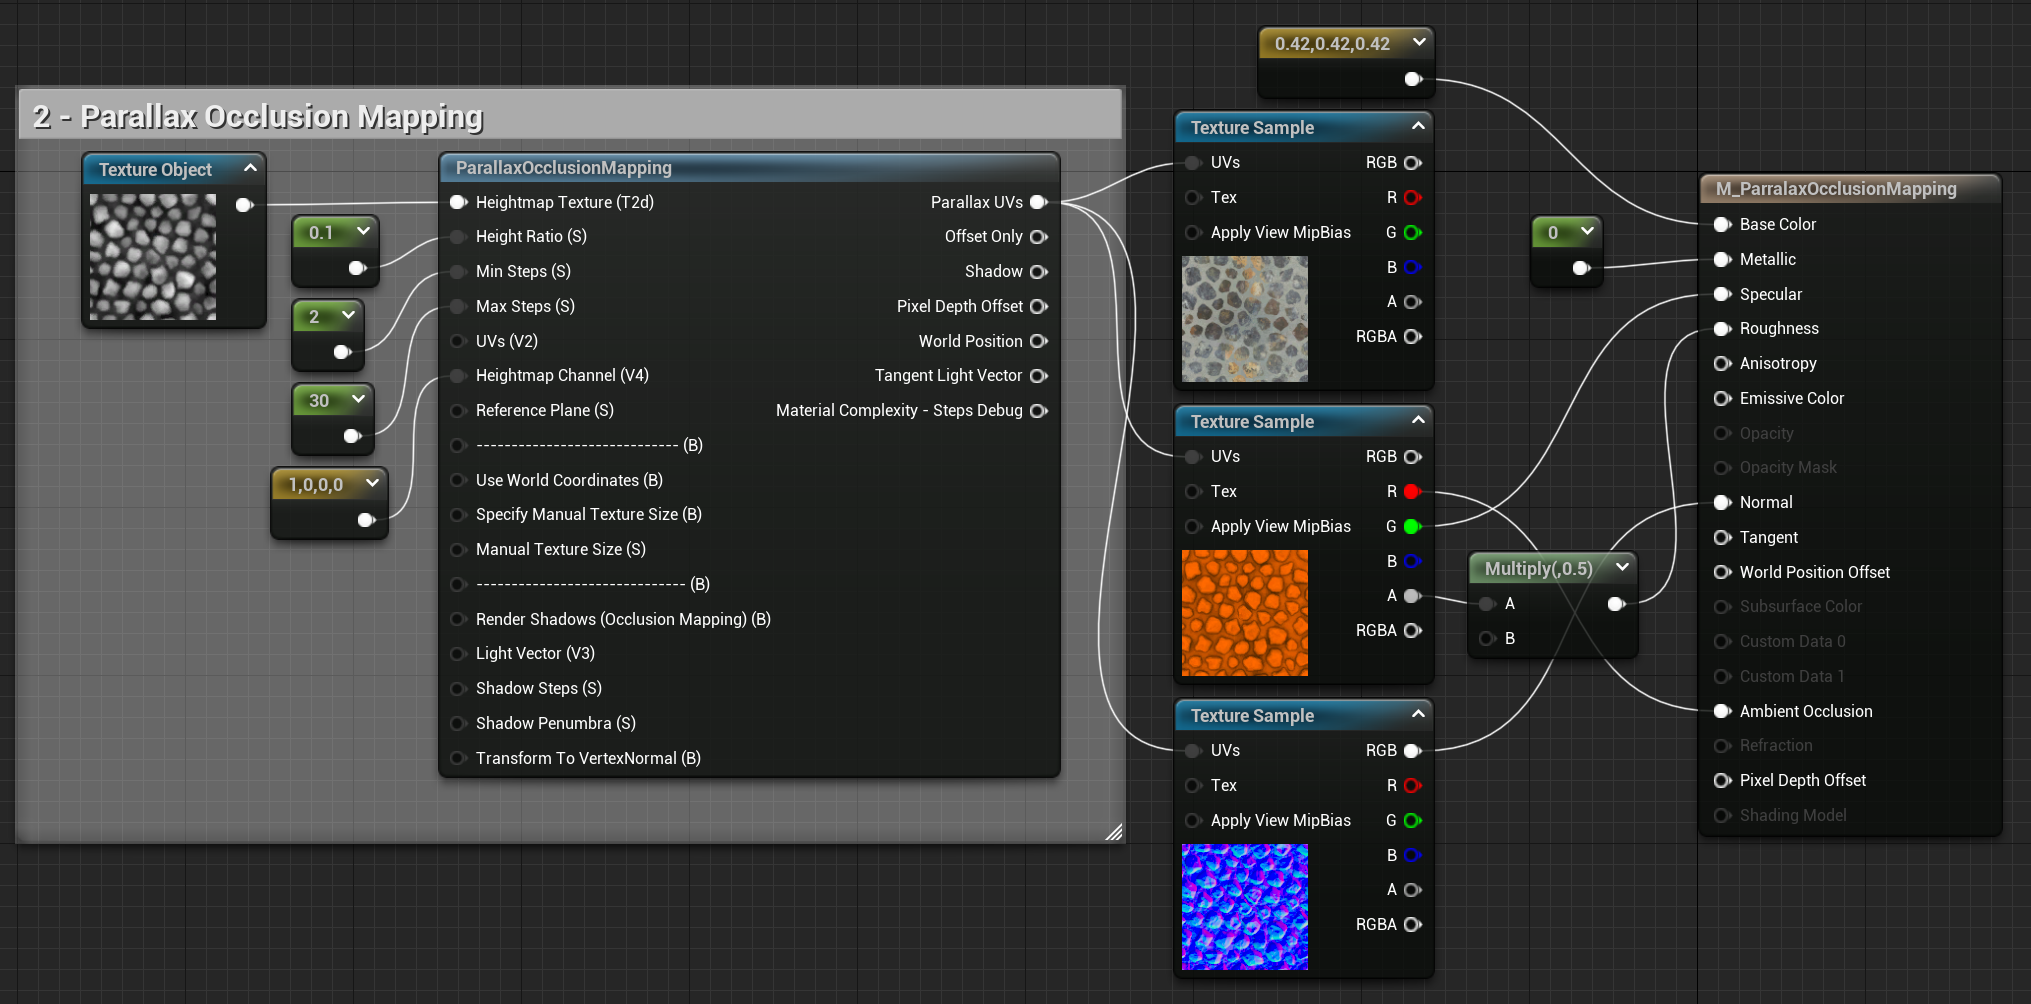 2 - Parallax Occlusion Mapping
Texture Object
0.1
2
30
1,0,0,0
ParallaxOcclusionMapping
Heightmap Texture (T2d)
Parallax UVs
Height Ratio (S)
Offset Only
Min Steps (S)
Shadow
Max Steps (S)
Pixel Depth Offset
UVs (V2)
World Position
Heightmap Channel (V4)
Tangent Light Vector
Reference Plane (S)
Material Complexity - Steps Debug
----------------------------- (B)
Use World Coordinates (B)
Specify Manual Texture Size (B)
Manual Texture Size (S)
------------------------------ (B)
Render Shadows (Occlusion Mapping) (B)
Light Vector (V3)
Shadow Steps (S)
Shadow Penumbra (S)
Transform To VertexNormal (B)
0.42,0.42,0.42
Texture Sample
UVs
RGB
Tex
R
Apply View MipBias
G
B
A
RGBA
Texture Sample
UVs
RGB
Tex
R
Apply View MipBias
G
B
A
RGBA
Texture Sample
UVs
RGB
Tex
R
Apply View MipBias
G
B
A
RGBA
0
Multiply(,0.5)
A
B
M_ParralaxOcclusionMapping
Base Color
Metallic
Specular
Roughness
Anisotropy
Emissive Color
Opacity
Opacity Mask
Normal
Tangent
World Position Offset
Subsurface Color
Custom Data 0
Custom Data 1
Ambient Occlusion
Refraction
Pixel Depth Offset
Shading Model